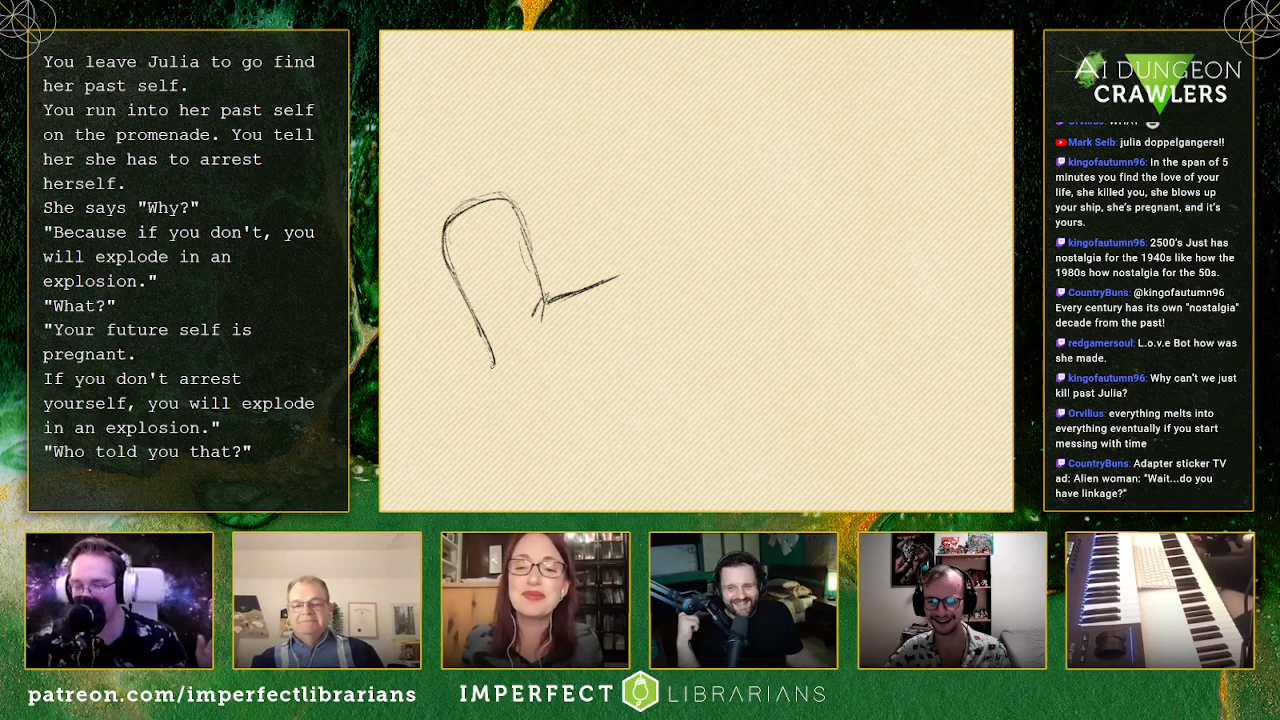 You leave Julia to go find
her past self.
You run into her past self
on the promenade. You tell
her she has to arrest
herself.
She says "Why?"
"Because if you don't, you
will explode in an
explosion."
"What?"
"Your future self is
pregnant.
If you don't arrest
yourself, you will explode
in an explosion."
"Who told you that?"
AI DUNGEON
CRAWLERS
Mark Seib: julia doppelgangers!!
kingofautumn96: In the span of 5
minutes you find the love of your
life, she killed you, she blows up
your ship, she's pregnant, and it's
yours.
kingofautumn96: 2500's Just has
nostalgia for the 1940s like how the
1980s how nostalgia for the 50s.
CountryBuns: @kingofautumn96
Every century has its own "nostalgia"
decade from the past!
redgamersoul: L.o.v.e Bot how was
she made.
kingofautumn96: Why can't we just
kill past Julia?
Orvilius: everything melts into
everything eventually if you start
messing with time
CountryBuns: Adapter sticker TV
ad: Alien woman: "Wait...do you
have linkage?"
patreon.com/imperfectlibrarians
IMPERFECT LIBRARIANS